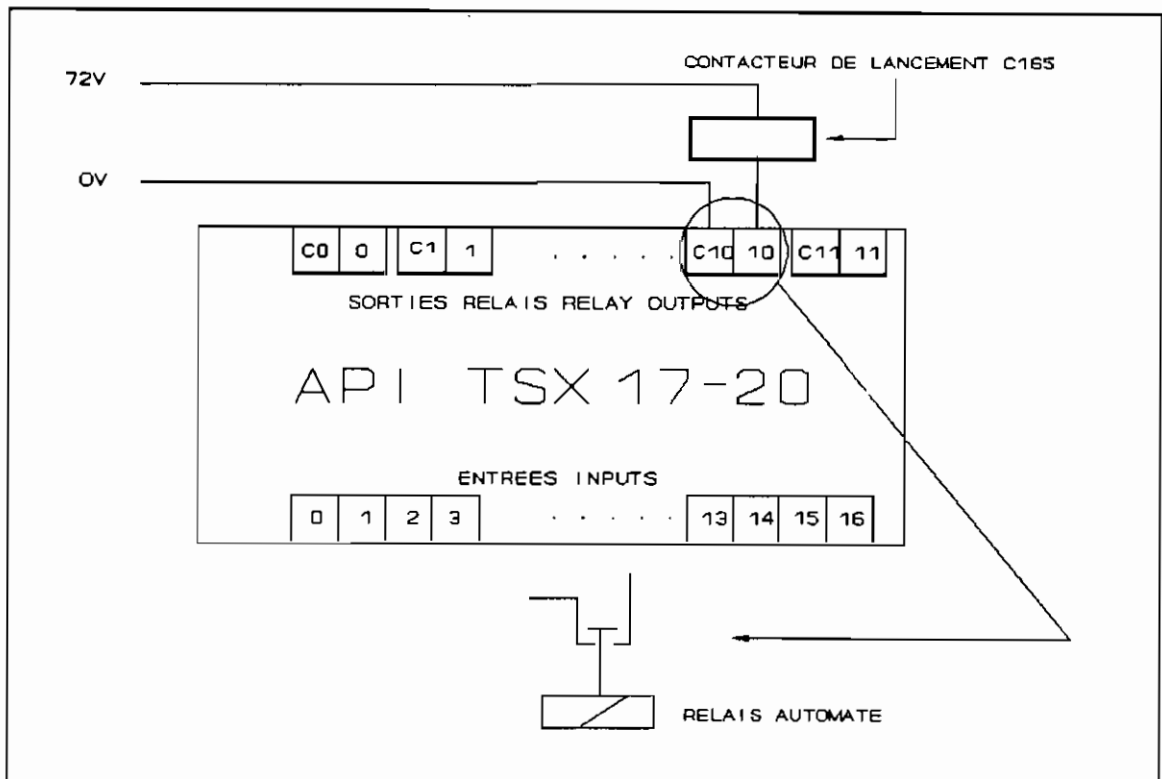 CONTACTEUR DE LANCEMENT C165
72V
0V
C0 0 C1 1 . . . . . C10 10 C11 11
SORTIES RELAIS RELAY OUTPUTS
API TSX 17-20
ENTREES INPUTS
0 1 2 3 . . . . . 13 14 15 16
RELAIS AUTOMATE